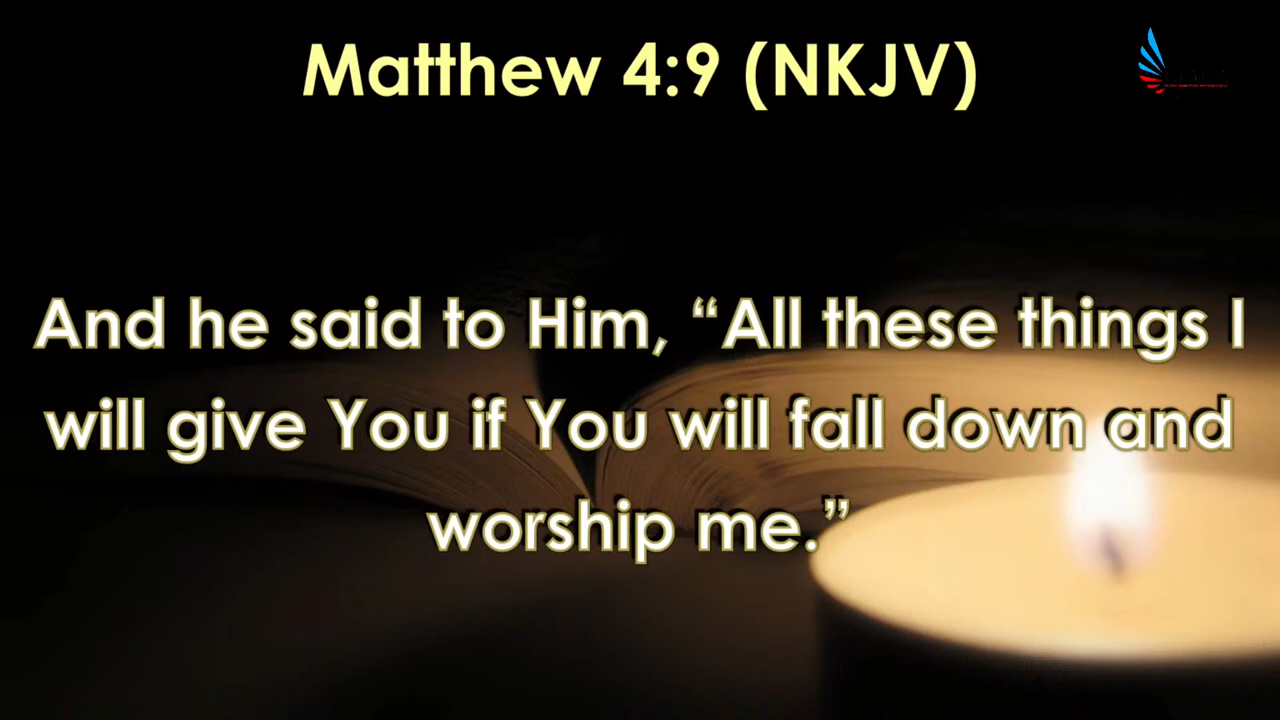 Matthew 4:9 (NKJV)
And he said to Him, “All these things I
will give You if You will fall down and
worship me.”